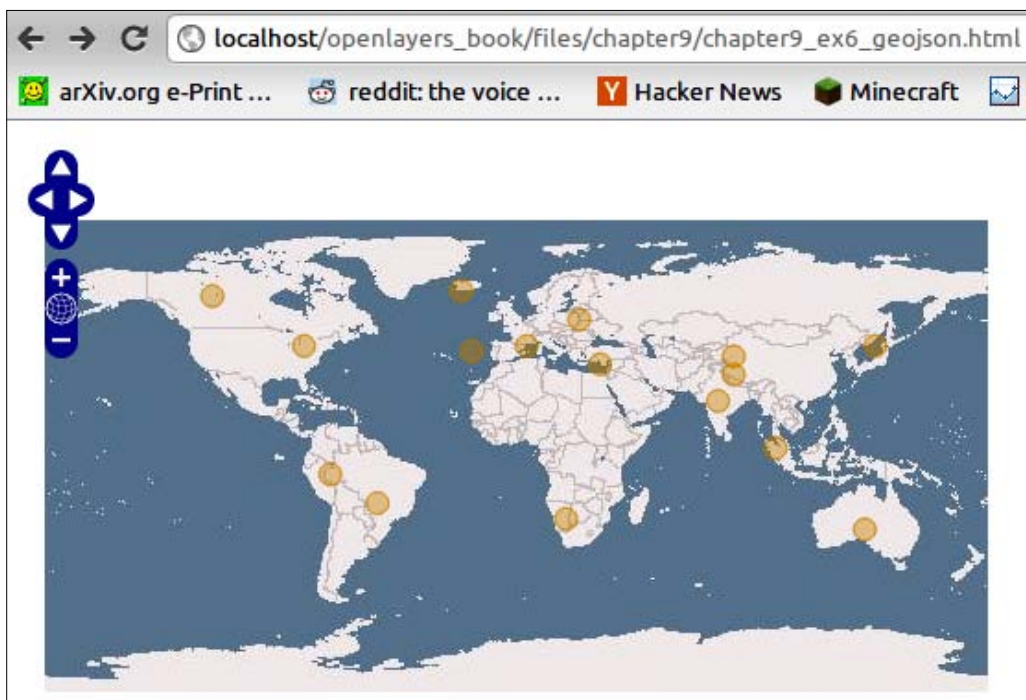 localhost/openlayers_book/files/chapter9/chapter9_ex6_geojson.html
arXiv.org e-Print ... reddit: the voice ... Y Hacker News Minecraft